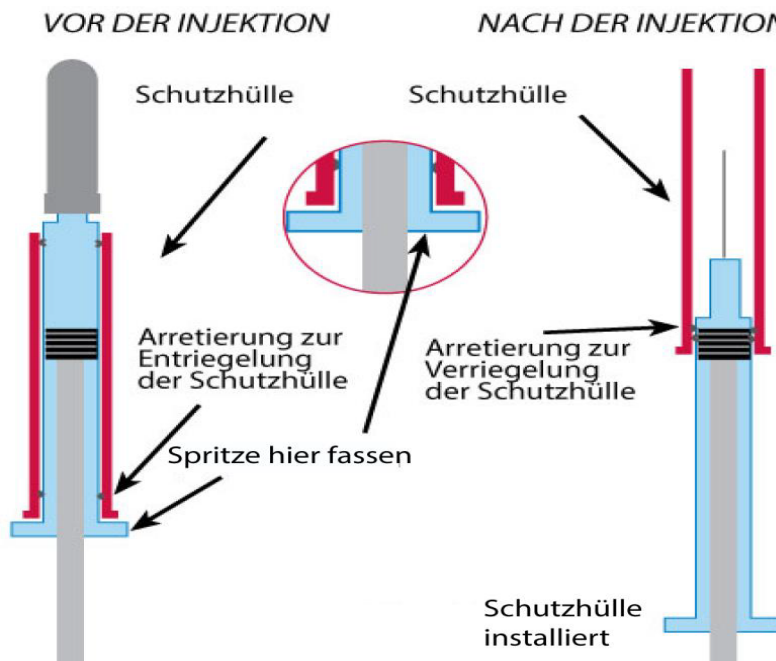 VOR DER INJEKTION
NACH DER INJEKTION
Schutzhülle
Schutzhülle
Arretierung zur
Entriegelung
der Schutzhülle
Arretierung zur
Verriegelung
der Schutzhülle
Spritze hier fassen
Schutzhülle
installiert